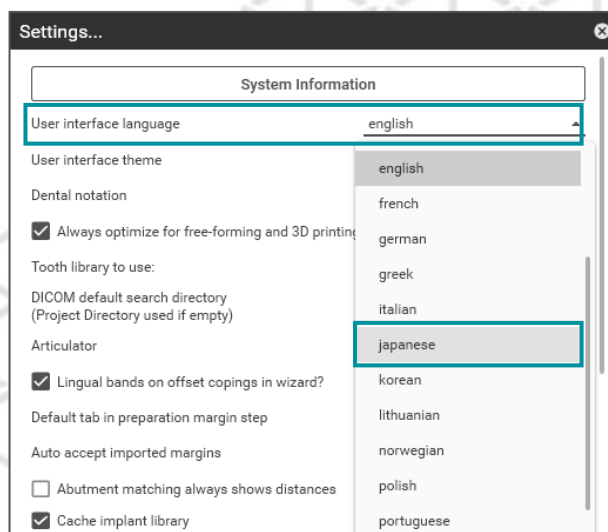 Settings...
System Information
User interface language english
User interface theme
english
Dental notation
french
Always optimize for free-forming and 3D printing
german
Tooth library to use:
greek
DICOM default search directory
(Project Directory used if empty)
italian
Articulator
japanese
Lingual bands on offset copings in wizard?
korean
Default tab in preparation margin step
lithuanian
Auto accept imported margins
norwegian
Abutment matching always shows distances
polish
Cache implant library
portuguese